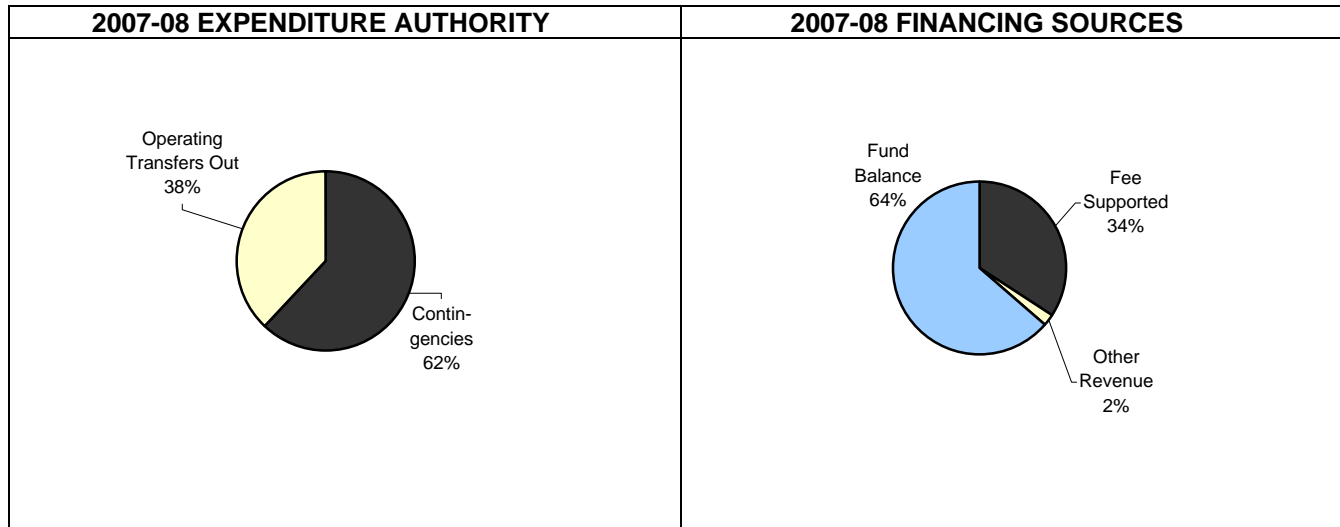 2007-08 EXPENDITURE AUTHORITY
Operating
Transfers Out
38%
Contin-
gencies
62%
2007-08 FINANCING SOURCES
Fund
Balance
64%
Fee
Supported
34%
Other
Revenue
2%